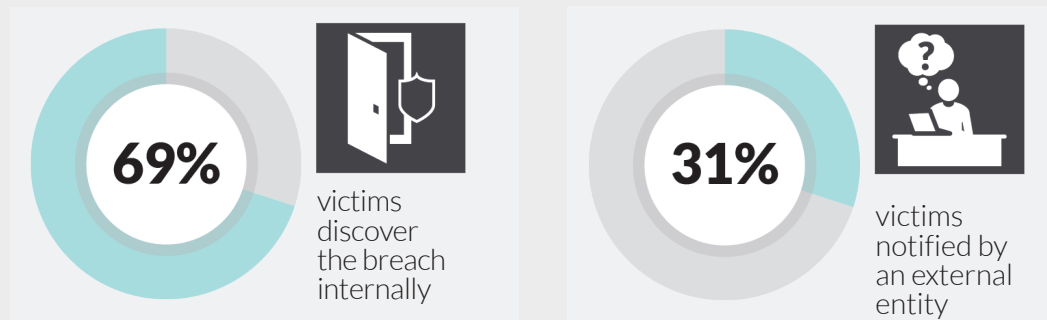 69%
victims
discover
the breach
internally
31%
?
victims
notified by
an external
entity